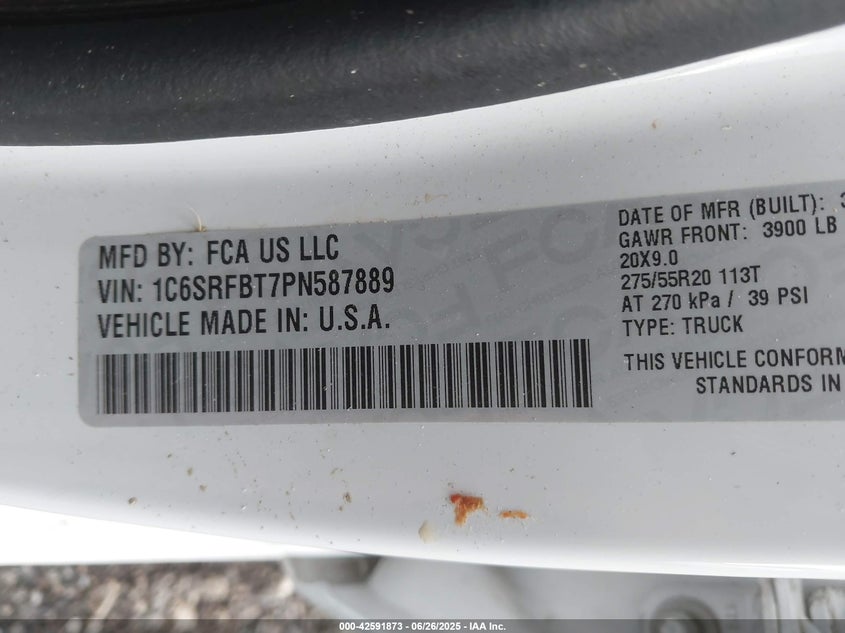 MFD BY: FCA US LLC
VIN: 1C6SRFBT7PN587889
VEHICLE MADE IN: U.S.A.
DATE OF MFR (BUILT): 3
GAWR FRONT: 3900 LB
20X9.0
275/55R20 113T
AT 270 kPa / 39 PSI
TYPE: TRUCK
THIS VEHICLE CONFORM
STANDARDS IN
000-42591873 | 06/26/2025 - IAA Inc.